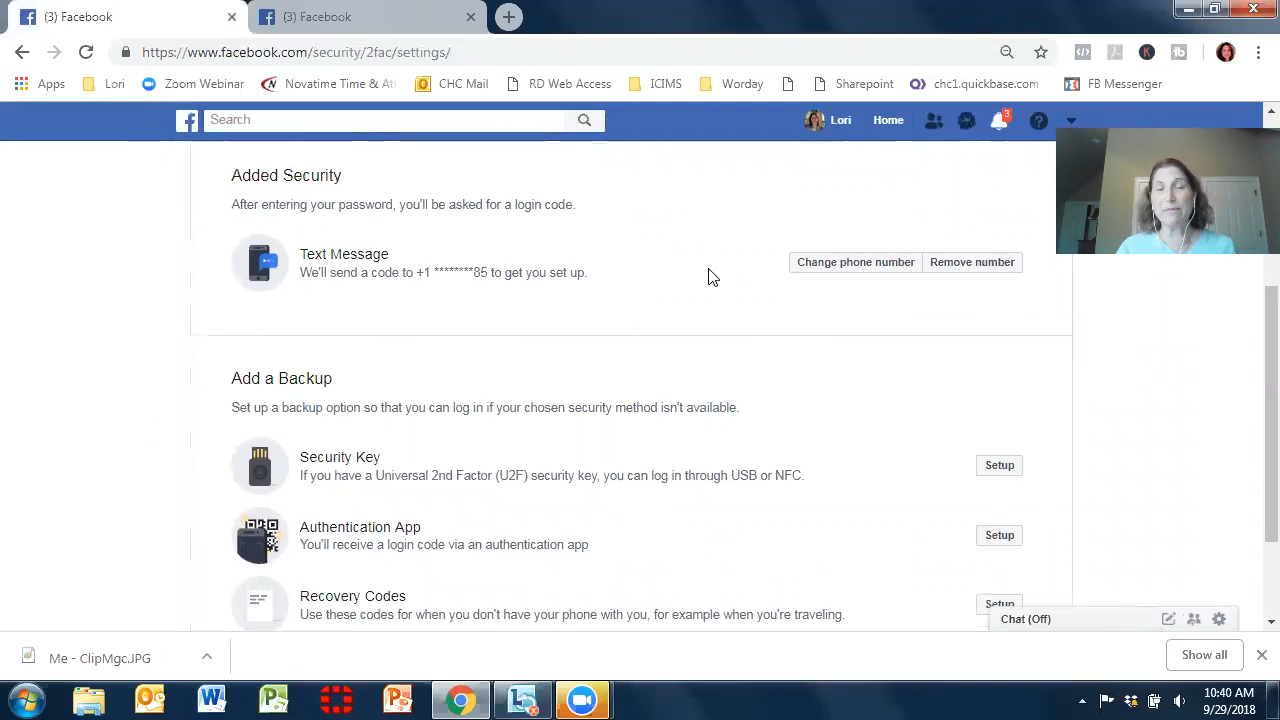 (3) Facebook
(3) Facebook
https://www.facebook.com/security/2fac/settings/
Apps Lori Zoom Webinar Novatime Time & At CHC Mail RD Web Access ICIMS Worday Sharepoint chc1.quickbase.com FB Messenger
Search Lori Home 3
Added Security
After entering your password, you'll be asked for a login code.
Text Message
We'll send a code to +1 ********85 to get you set up.
Change phone number Remove number
Add a Backup
Set up a backup option so that you can log in if your chosen security method isn't available.
Security Key
If you have a Universal 2nd Factor (U2F) security key, you can log in through USB or NFC.
Setup
Authentication App
You'll receive a login code via an authentication app
Setup
Recovery Codes
Use these codes for when you don't have your phone with you, for example when you're traveling.
Setup
Chat (Off)
Me - ClipMgc.JPG
Show all
10:40 AM
9/29/2018